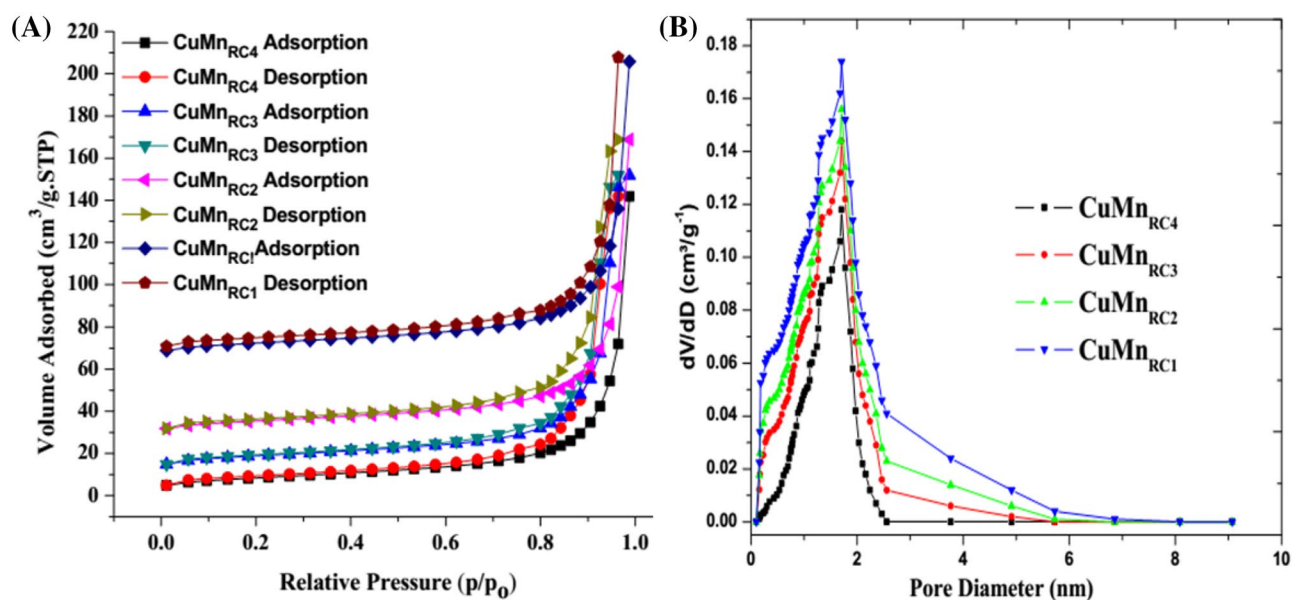 (A)
Volume Adsorbed (cm³/g.STP)
220
200
180
160
140
120
100
80
60
40
20
0
CuMnRC4 Adsorption
CuMnRC4 Desorption
CuMnRC3 Adsorption
CuMnRC3 Desorption
CuMnRC2 Adsorption
CuMnRC2 Desorption
CuMnRC! Adsorption
CuMnRC1 Desorption
0.0 0.2 0.4 0.6 0.8 1.0
Relative Pressure (p/po)
(B)
dV/dD (cm³/g⁻¹)
0.18
0.16
0.14
0.12
0.10
0.08
0.06
0.04
0.02
0.00
CuMnRC4
CuMnRC3
CuMnRC2
CuMnRC1
0 2 4 6 8 10
Pore Diameter (nm)